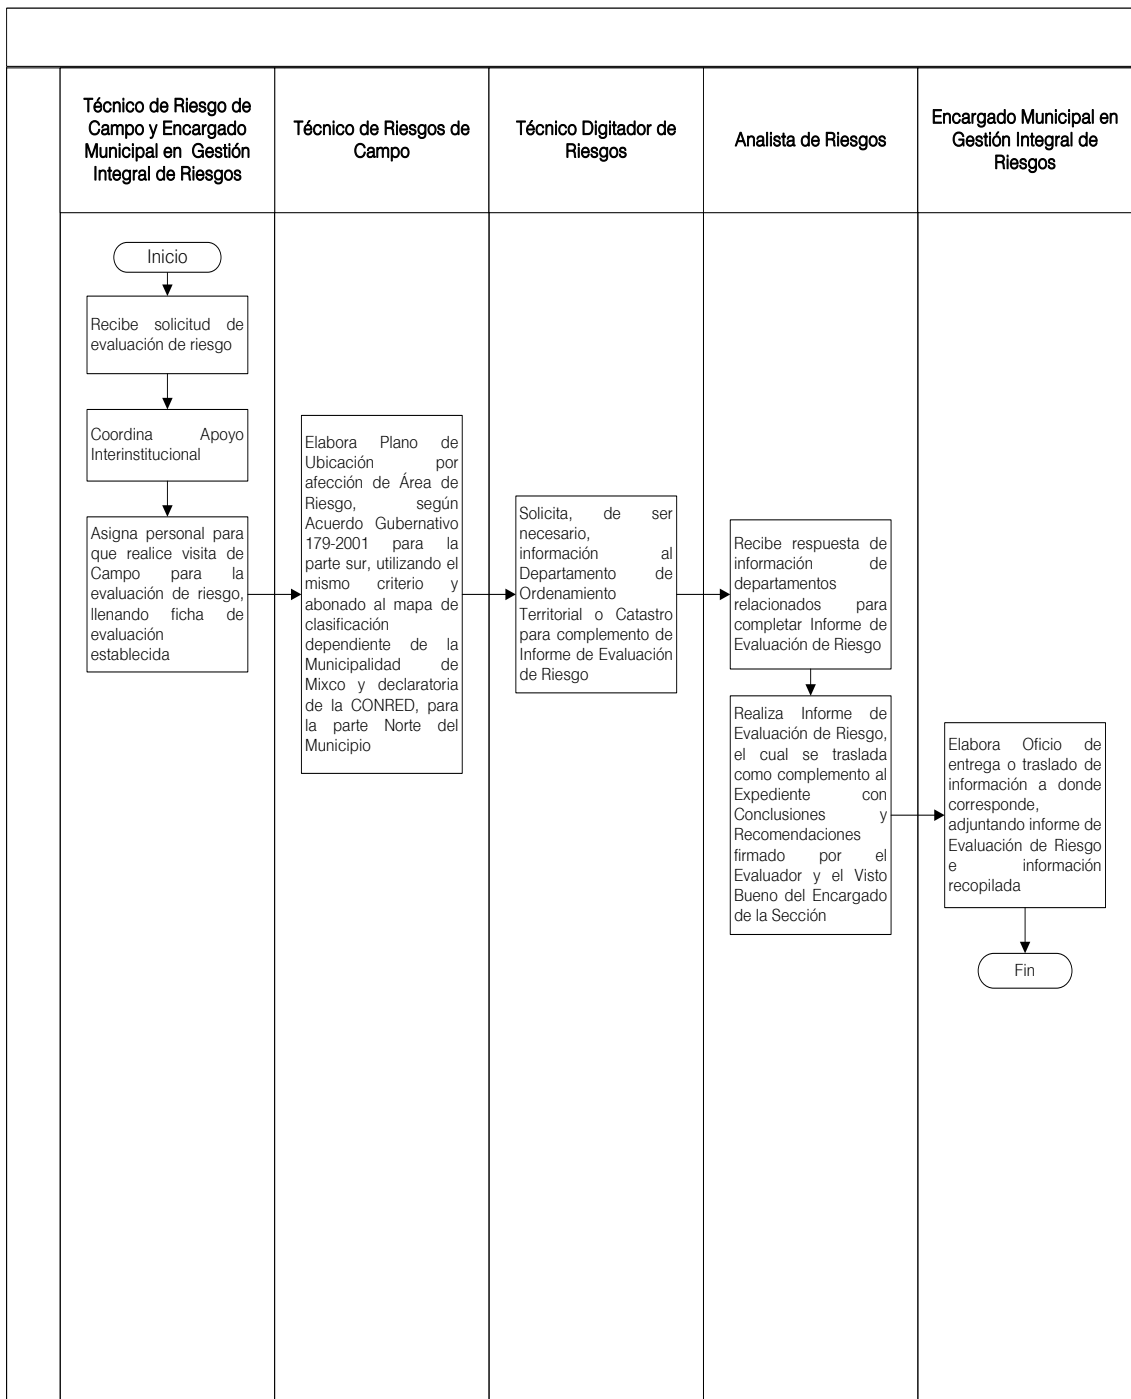 Técnico de Riesgo de
Campo y Encargado
Municipal en Gestión
Integral de Riesgos
Técnico de Riesgos de
Campo
Técnico Digitador de
Riesgos
Analista de Riesgos
Encargado Municipal en
Gestión Integral de
Riesgos
Inicio
Recibe solicitud de
evaluación de riesgo
Coordina Apoyo
Interinstitucional
Asigna personal para
que realice visita de
Campo para la
evaluación de riesgo,
llenando ficha de
evaluación
establecida
Elabora Plano de
Ubicación por
afección de Área de
Riesgo, según
Acuerdo Gubernativo
179-2001 para la
parte sur, utilizando el
mismo criterio y
abonado al mapa de
clasificación
dependiente de la
Municipalidad de
Mixco y declaratoria
de la CONRED, para
la parte Norte del
Municipio
Solicita, de ser
necesario,
información al
Departamento de
Ordenamiento
Territorial o Catastro
para complemento de
Informe de Evaluación
de Riesgo
Recibe respuesta de
información de
departamentos
relacionados para
completar Informe de
Evaluación de Riesgo
Realiza Informe de
Evaluación de Riesgo,
el cual se traslada
como complemento al
Expediente con
Conclusiones y
Recomendaciones
firmado por el
Evaluador y el Visto
Bueno del Encargado
de la Sección
Elabora Oficio de
entrega o traslado de
información a donde
corresponde,
adjuntando informe de
Evaluación de Riesgo
e información
recopilada
Fin